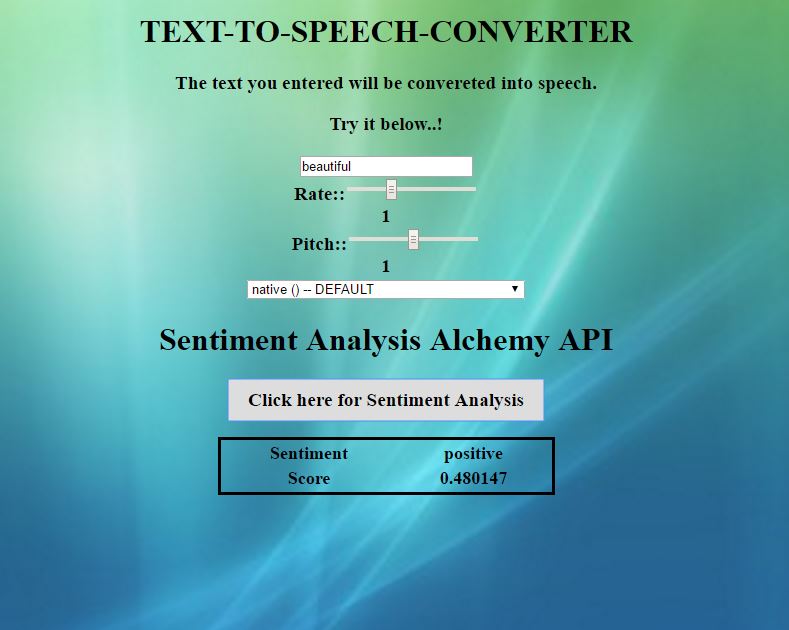 TEXT-TO-SPEECH-CONVERTER
The text you entered will be convereted into speech.
Try it below..!
beautiful
Rate::
1
Pitch::
1
native () -- DEFAULT
Sentiment Analysis Alchemy API
Click here for Sentiment Analysis
Sentiment positive
Score 0.480147